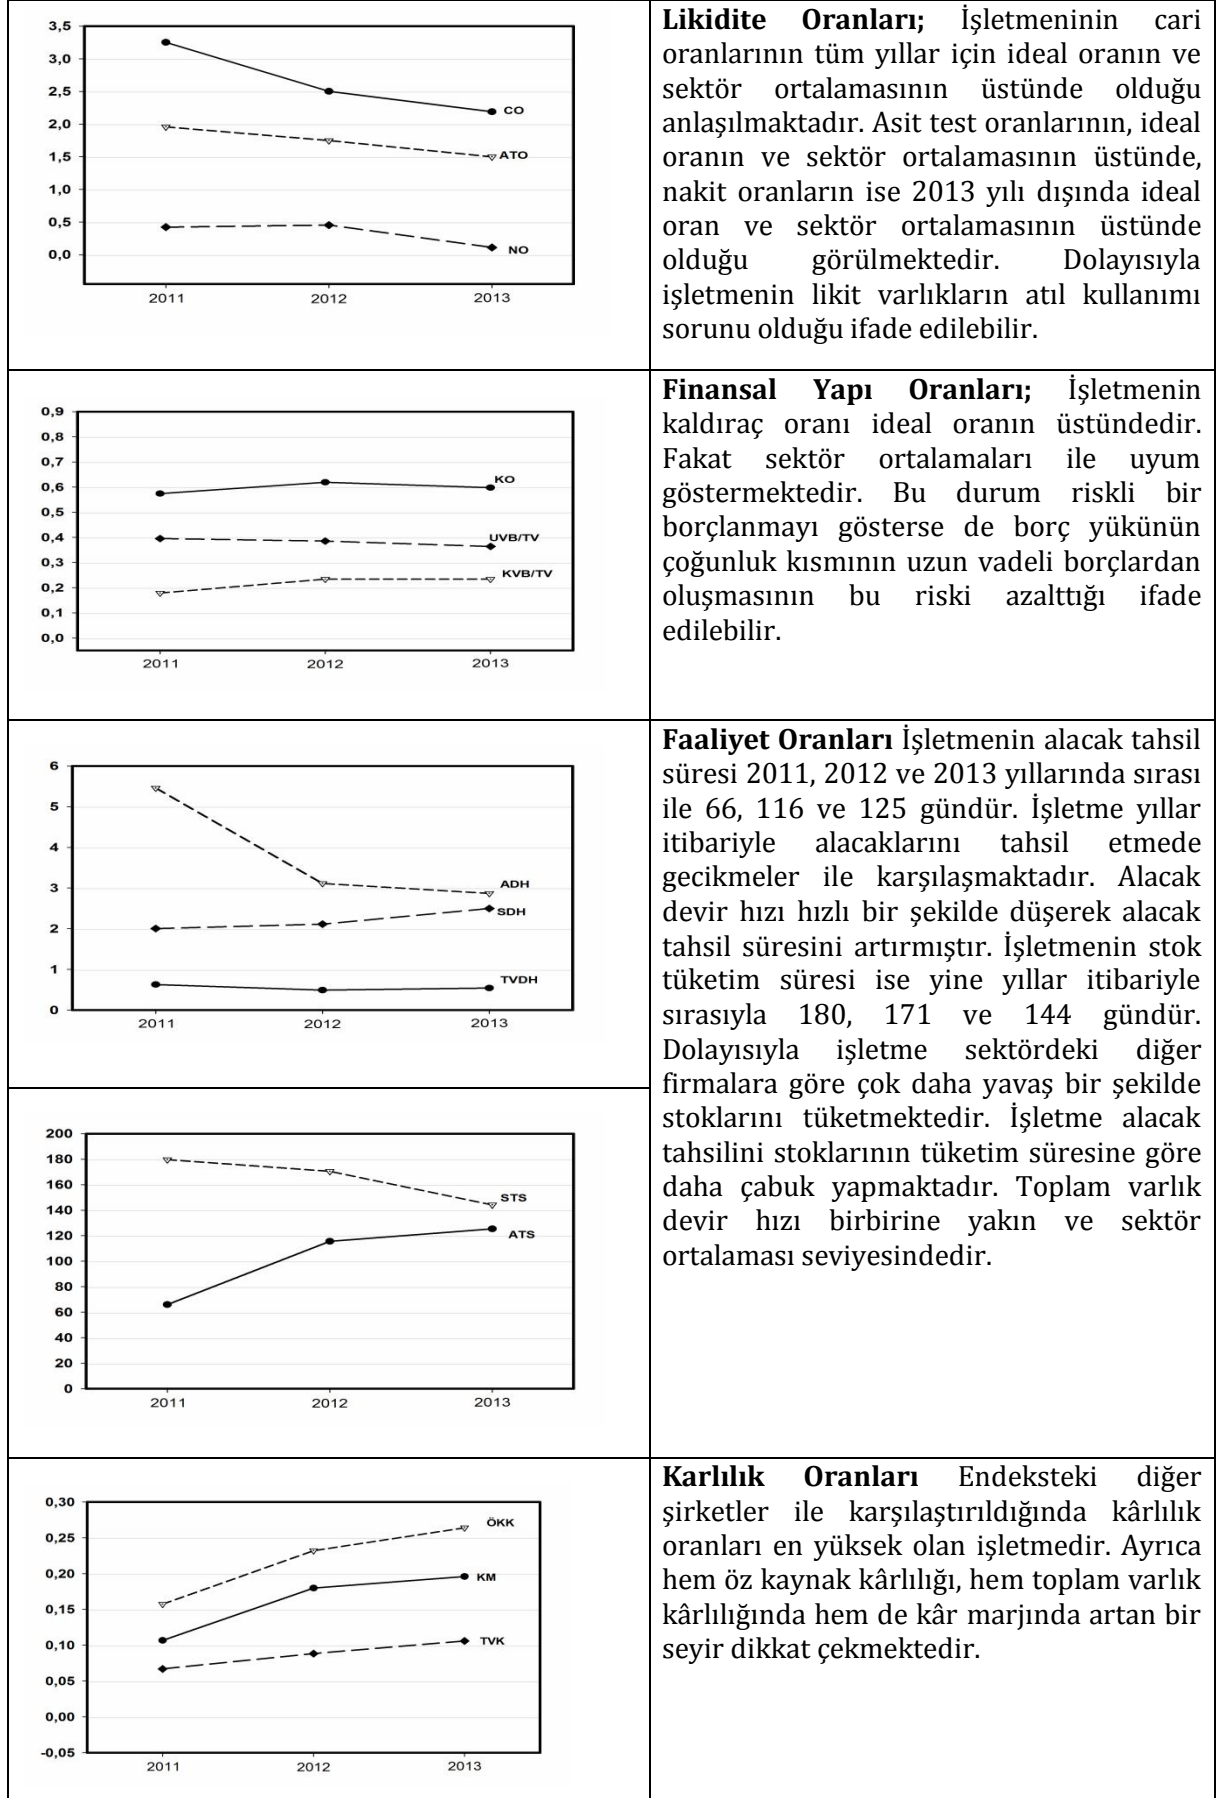 3,5
3,0
2,5
2,0
1,5
1,0
0,5
0,0
CO
ATO
NO
2011 2012 2013
Likidite Oranları; İşletmeninin cari
oranlarının tüm yıllar için ideal oranın ve
sektör ortalamasının üstünde olduğu
anlaşılmaktadır. Asit test oranlarının, ideal
oranın ve sektör ortalamasının üstünde,
nakit oranların ise 2013 yılı dışında ideal
oran ve sektör ortalamasının üstünde
olduğu görülmektedir. Dolayısıyla
işletmenin likit varlıkların atıl kullanımı
sorunu olduğu ifade edilebilir.
0,9
0,8
0,7
0,6
0,5
0,4
0,3
0,2
0,1
0,0
KO
UVB/TV
KVB/TV
2011 2012 2013
Finansal Yapı Oranları; İşletmenin
kaldıraç oranı ideal oranın üstündedir.
Fakat sektör ortalamaları ile uyum
göstermektedir. Bu durum riskli bir
borçlanmayı gösterse de borç yükünün
çoğunluk kısmının uzun vadeli borçlardan
oluşmasının bu riski azalttığı ifade
edilebilir.
6
5
4
3
2
1
0
ADH
SDH
TVDH
2011 2012 2013
200
180
160
140
120
100
80
60
40
20
0
STS
ATS
2011 2012 2013
Faaliyet Oranları İşletmenin alacak tahsil
süresi 2011, 2012 ve 2013 yıllarında sırası
ile 66, 116 ve 125 gündür. İşletme yıllar
itibariyle alacaklarını tahsil etmede
gecikmeler ile karşılaşmaktadır. Alacak
devir hızı hızlı bir şekilde düşerek alacak
tahsil süresini artırmıştır. İşletmenin stok
tüketim süresi ise yine yıllar itibariyle
sırasıyla 180, 171 ve 144 gündür.
Dolayısıyla işletme sektördeki diğer
firmalara göre çok daha yavaş bir şekilde
stoklarını tüketmektedir. İşletme alacak
tahsilini stoklarının tüketim süresine göre
daha çabuk yapmaktadır. Toplam varlık
devir hızı birbirine yakın ve sektör
ortalaması seviyesindedir.
0,30
0,25
0,20
0,15
0,10
0,05
0,00
-0,05
ÖKK
KM
TVK
2011 2012 2013
Karlılık Oranları Endeksteki diğer
şirketler ile karşılaştırıldığında kârlılık
oranları en yüksek olan işletmedir. Ayrıca
hem öz kaynak kârlılığı, hem toplam varlık
kârlılığında hem de kâr marjında artan bir
seyir dikkat çekmektedir.